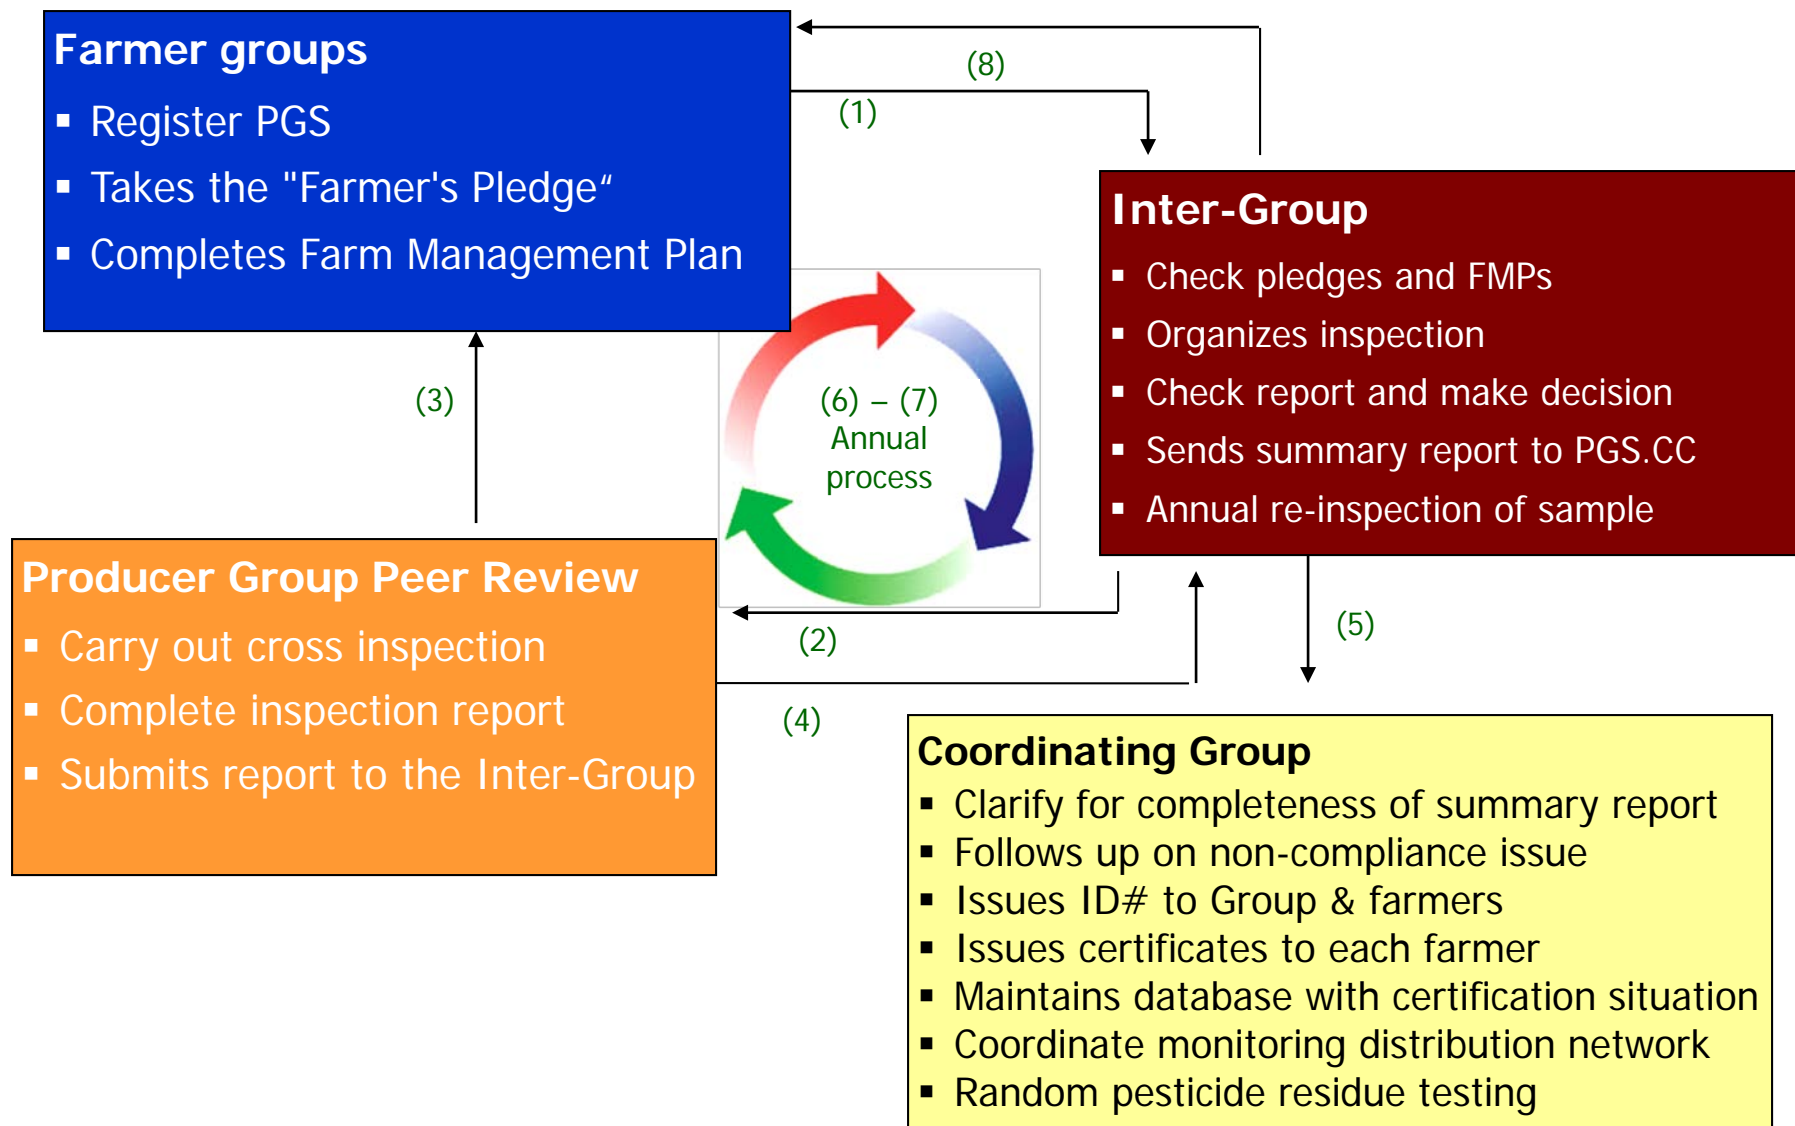 Farmer groups
▪ Register PGS
▪ Takes the "Farmer's Pledge“
▪ Completes Farm Management Plan
(8)
(1)
Inter-Group
▪ Check pledges and FMPs
▪ Organizes inspection
▪ Check report and make decision
▪ Sends summary report to PGS.CC
▪ Annual re-inspection of sample
(3)
(6) – (7)
Annual
process
Producer Group Peer Review
▪ Carry out cross inspection
▪ Complete inspection report
▪ Submits report to the Inter-Group
(2)
(5)
(4)
Coordinating Group
▪ Clarify for completeness of summary report
▪ Follows up on non-compliance issue
▪ Issues ID# to Group & farmers
▪ Issues certificates to each farmer
▪ Maintains database with certification situation
▪ Coordinate monitoring distribution network
▪ Random pesticide residue testing